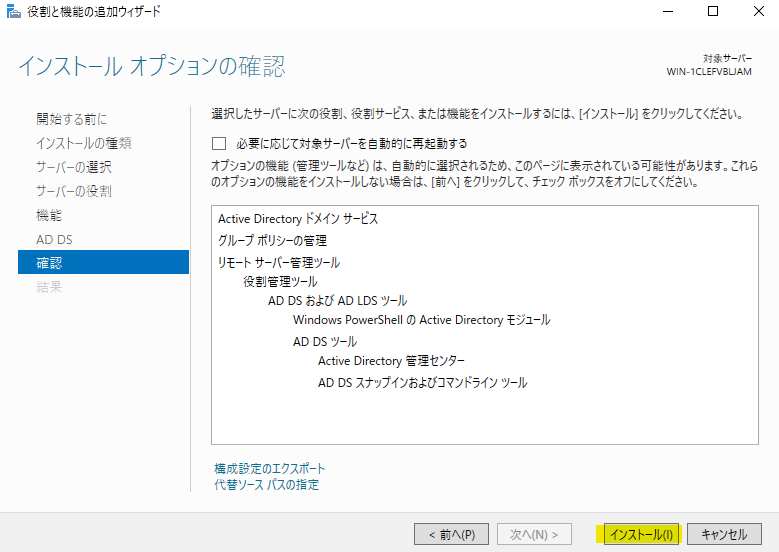 役割と機能の追加ウィザード
インストール オプションの確認
対象サーバー
WIN-1CLEFVBLJAM
開始する前に
インストールの種類
サーバーの選択
サーバーの役割
機能
AD DS
確認
結果
選択したサーバーに次の役割、役割サービス、または機能をインストールするには、[インストール] をクリックしてください。
必要に応じて対象サーバーを自動的に再起動する
オプションの機能 (管理ツールなど) は、自動的に選択されるため、このページに表示されている可能性があります。これら
のオプションの機能をインストールしない場合は、[前へ] をクリックして、チェック ボックスをオフにしてください。
Active Directory ドメイン サービス
グループ ポリシーの管理
リモート サーバー管理ツール
役割管理ツール
AD DS および AD LDS ツール
Windows PowerShell の Active Directory モジュール
AD DS ツール
Active Directory 管理センター
AD DS スナップインおよびコマンドライン ツール
構成設定のエクスポート
代替ソース パスの指定
< 前へ(P)
次へ(N) >
インストール(I)
キャンセル